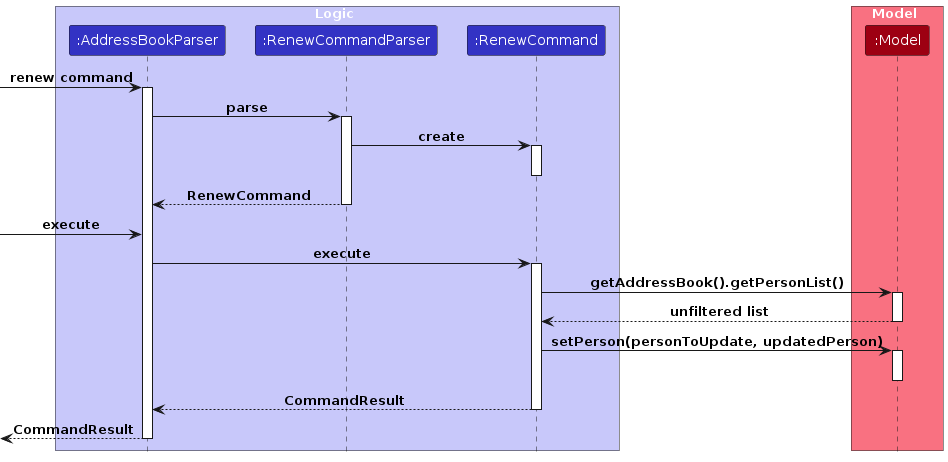 Logic
Model
:AddressBookParser
:RenewCommandParser
:RenewCommand
:Model
renew command
parse
create
RenewCommand
execute
execute
getAddressBook().getPersonList()
unfiltered list
setPerson(personToUpdate, updatedPerson)
CommandResult
CommandResult